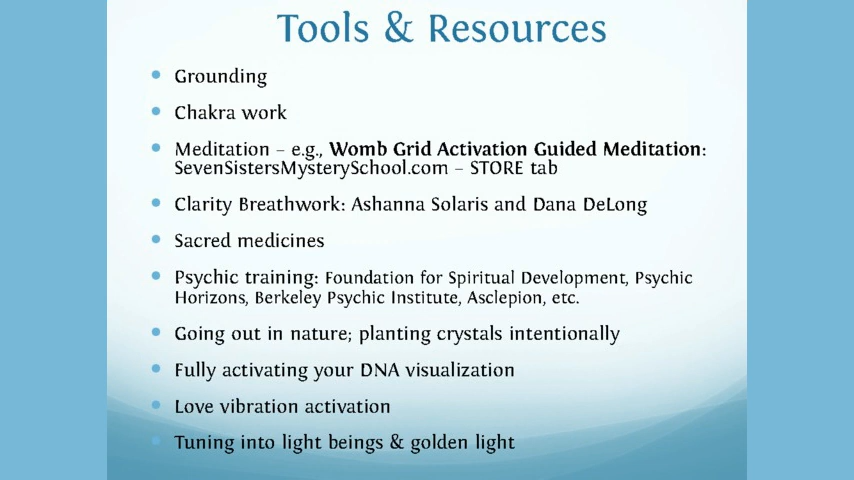 Tools & Resources
• Grounding
• Chakra work
• Meditation – e.g., Womb Grid Activation Guided Meditation:
SevenSistersMysterySchool.com – STORE tab
• Clarity Breathwork: Ashanna Solaris and Dana DeLong
• Sacred medicines
• Psychic training: Foundation for Spiritual Development, Psychic
Horizons, Berkeley Psychic Institute, Asclepion, etc.
• Going out in nature; planting crystals intentionally
• Fully activating your DNA visualization
• Love vibration activation
• Tuning into light beings & golden light